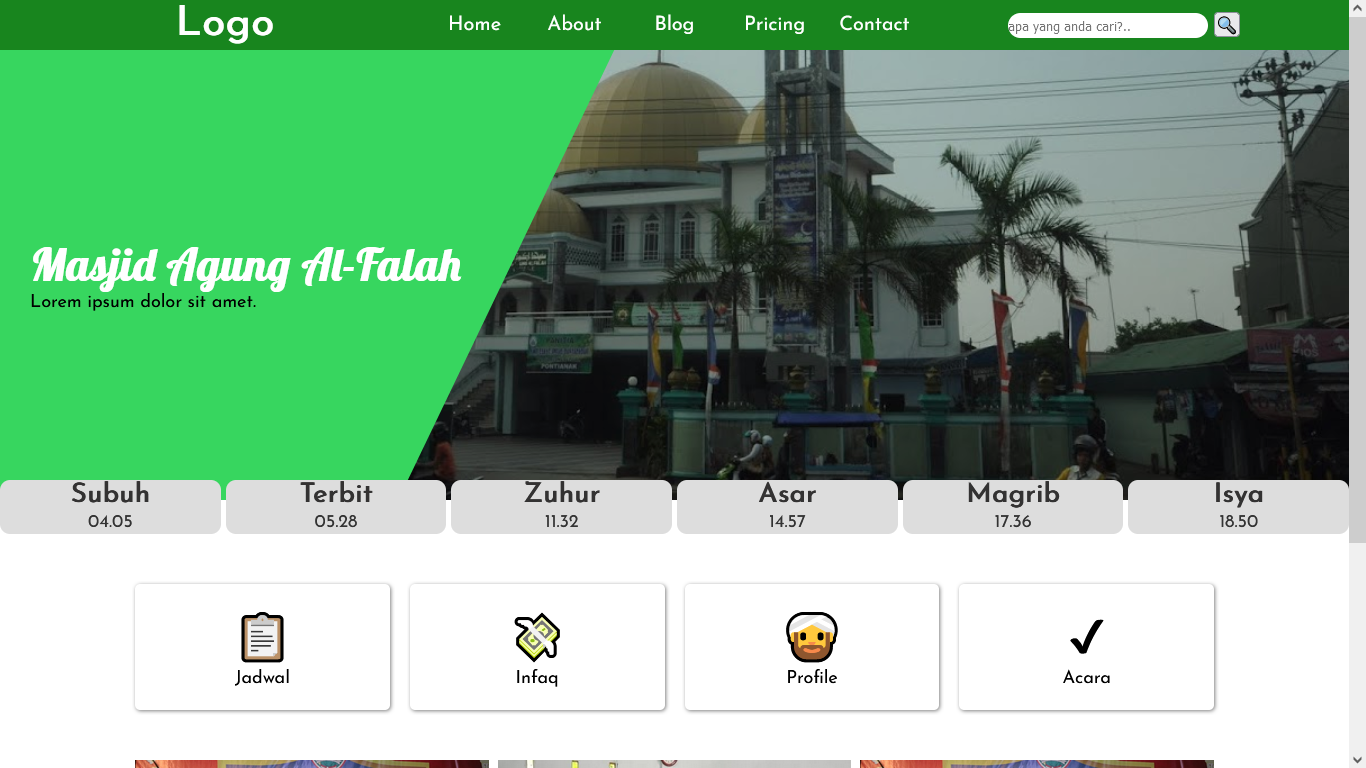 Logo
Home About Blog Pricing Contact
apa yang anda cari?..
Masjid Agung Al-Falah
Lorem ipsum dolor sit amet.
PONTIANAK
Subuh Terbit Zuhur Asar Magrib Isya
04.05 05.28 11.32 14.57 17.36 18.50
Jadwal Infaq Profile Acara